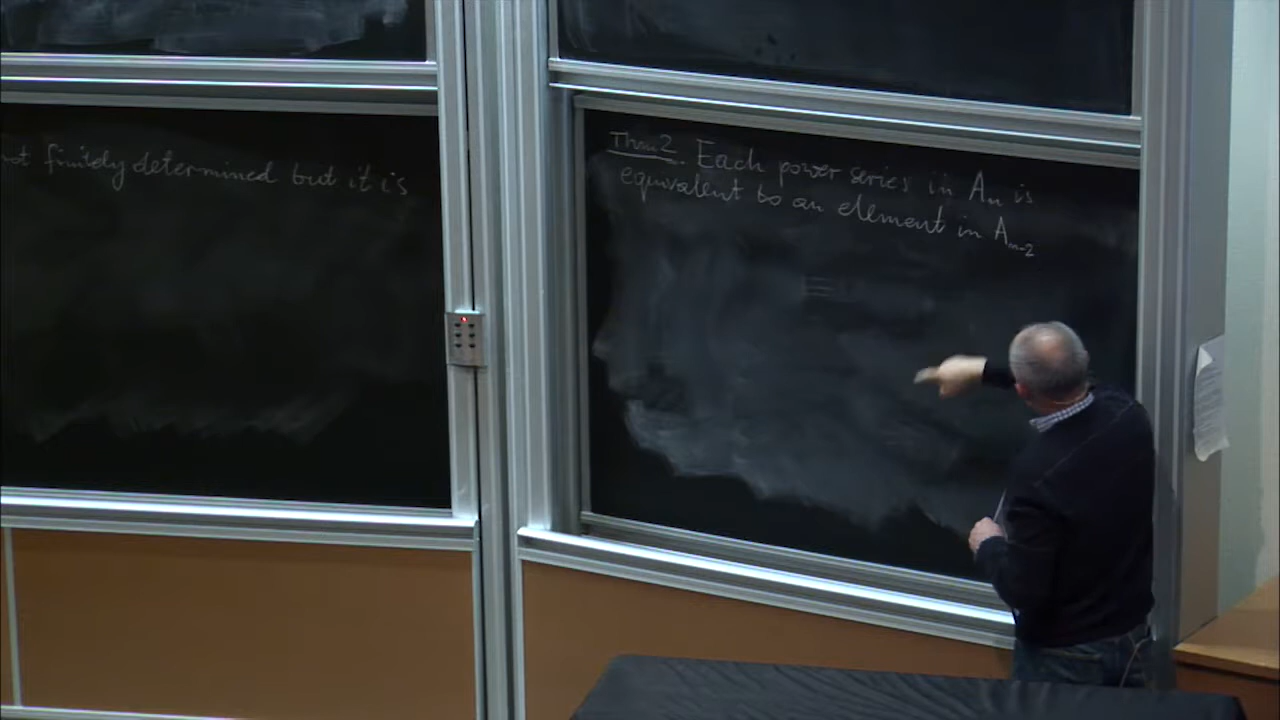 not finitely determined but it is
Thm 2. Each power series in Aₙ is
equivalent to an element in Aₙ₋₂